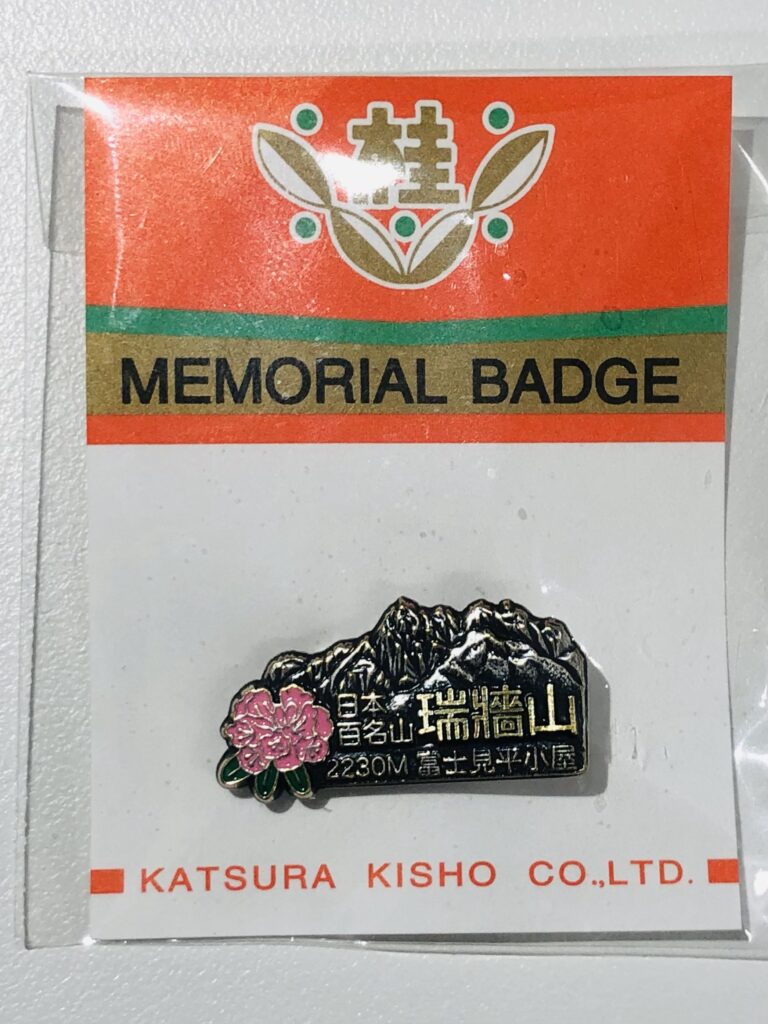 桂
MEMORIAL BADGE
日本
百名山
瑞牆山
2230M 富士見平小屋
KATSURA KISHO CO.,LTD.